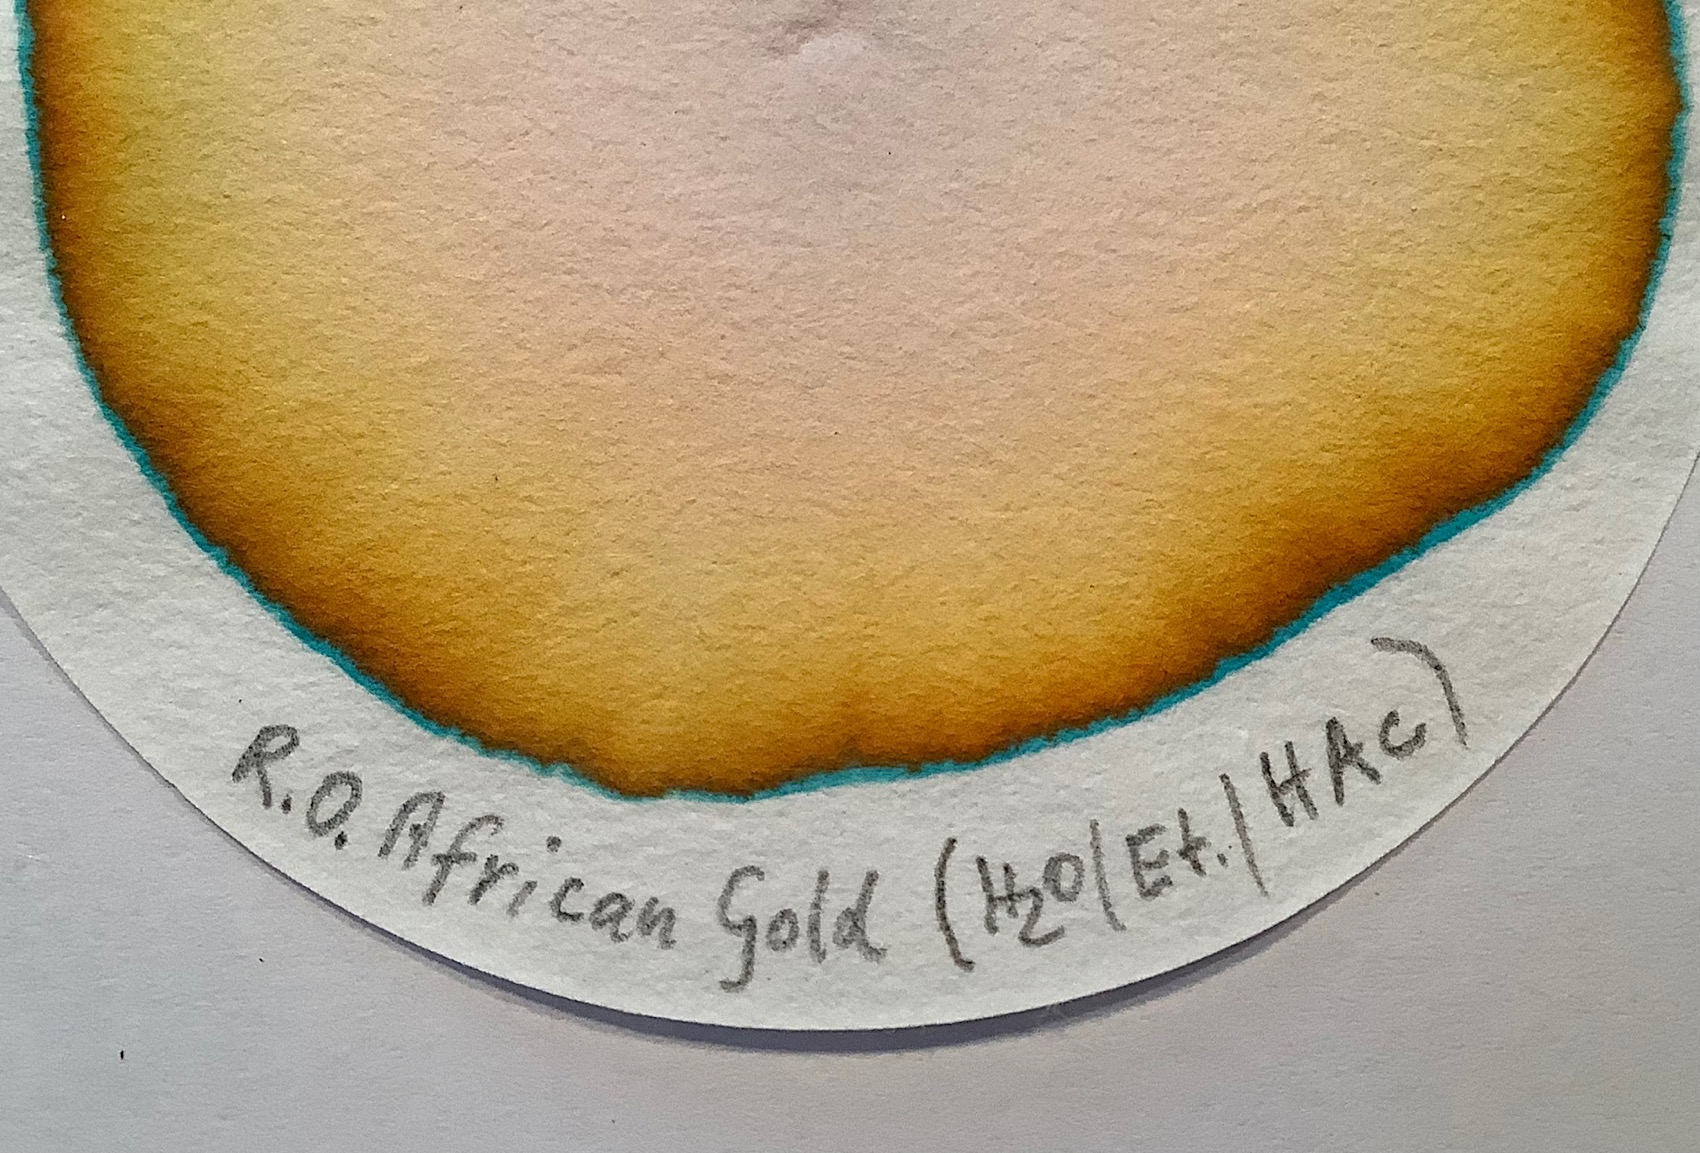 R.O. African Gold (H₂O/Et./HAc)